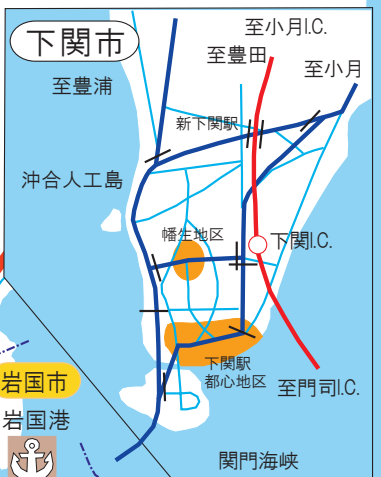 下関市
至小月I.C.
至豊田
至小月
至豊浦
新下関駅
沖合人工島
幡生地区
下関I.C.
下関駅
都心地区
至門司I.C.
岩国市
岩国港
関門海峡